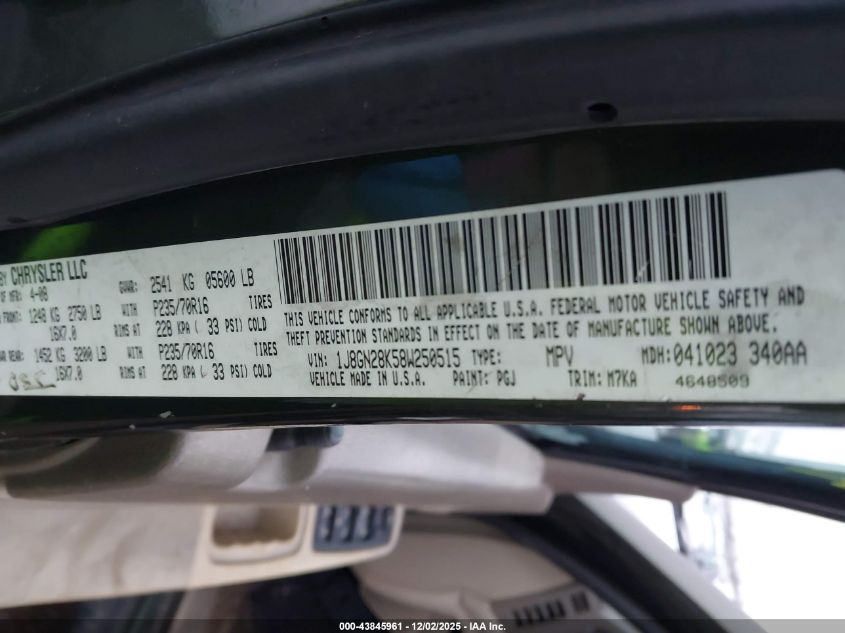 BY CHRYSLER LLC
OF MFR: 4-08
GVWR: 2541 KG 05600 LB
FRONT: 1248 KG 2750 LB
WITH P235/70R16 TIRES
16X7.0
RIMS AT 228 KPA ( 33 PSI) COLD
REAR: 1452 KG 3200 LB
WITH P235/70R16 TIRES
16X7.0
RIMS AT 228 KPA ( 33 PSI) COLD
THIS VEHICLE CONFORMS TO ALL APPLICABLE U.S.A. FEDERAL MOTOR VEHICLE SAFETY AND
THEFT PREVENTION STANDARDS IN EFFECT ON THE DATE OF MANUFACTURE SHOWN ABOVE.
VIN: 1J8GN28K58W250515 TYPE: MPV MDH: 041023 340AA
VEHICLE MADE IN U.S.A. PAINT: PGJ TRIM: M7KA 4648509
000-43845961 - 12/02/2025 - IAA Inc.